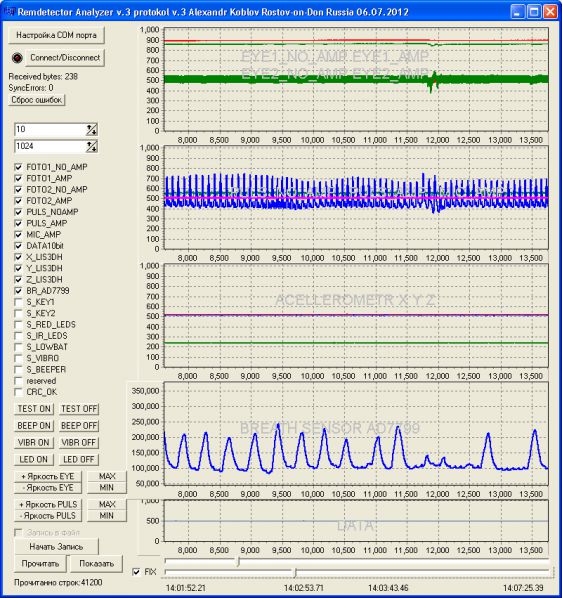 Remdetector Analyzer v.3 protokol v.3 Alexandr Koblov Rostov-on-Don Russia 06.07.2012
Настройка COM порта
Connect/Disconnect
Received bytes: 238
SyncErrors: 0
Сброс ошибок
10
1024
FOTO1_NO_AMP
FOTO1_AMP
FOTO2_NO_AMP
FOTO2_AMP
PULS_NOAMP
PULS_AMP
MIC_AMP
DATA10bit
X_LIS3DH
Y_LIS3DH
Z_LIS3DH
BR_AD7799
S_KEY1
S_KEY2
S_RED_LEDS
S_IR_LEDS
S_LOWBAT
S_VIBRO
S_BEEPER
reserved
CRC_OK
TEST ON TEST OFF
BEEP ON BEEP OFF
VIBR ON VIBR OFF
LED ON LED OFF
+ Яркость EYE MAX
- Яркость EYE MIN
+ Яркость PULS MAX
- Яркость PULS MIN
Запись в файл
Начать Запись
Прочитать Показать
Прочитанно строк:41200
EYE1_NO_AMP EYE1_AMP
EYE2_NO_AMP EYE2_AMP
1,000
900
800
700
600
500
400
300
200
100
0
8,000 8,500 9,000 9,500 10,000 10,500 11,000 11,500 12,000 12,500 13,000 13,500
1,000
900
800
700
600
500
400
300
200
100
0
8,000 8,500 9,000 9,500 10,000 10,500 11,000 11,500 12,000 12,500 13,000 13,500
ACELLEROMETR X Y Z
1,000
900
800
700
600
500
400
300
200
100
0
8,000 8,500 9,000 9,500 10,000 10,500 11,000 11,500 12,000 12,500 13,000 13,500
BREATH SENSOR AD7799
350,000
300,000
250,000
200,000
150,000
100,000
50,000
8,000 8,500 9,000 9,500 10,000 10,500 11,000 11,500 12,000 12,500 13,000 13,500
DATA
1,000
500
0
8,000 8,500 9,000 9,500 10,000 10,500 11,000 11,500 12,000 12,500 13,000 13,500
FIX
14:01:52.21 14:02:53.71 14:03:43.46 14:07:25.39